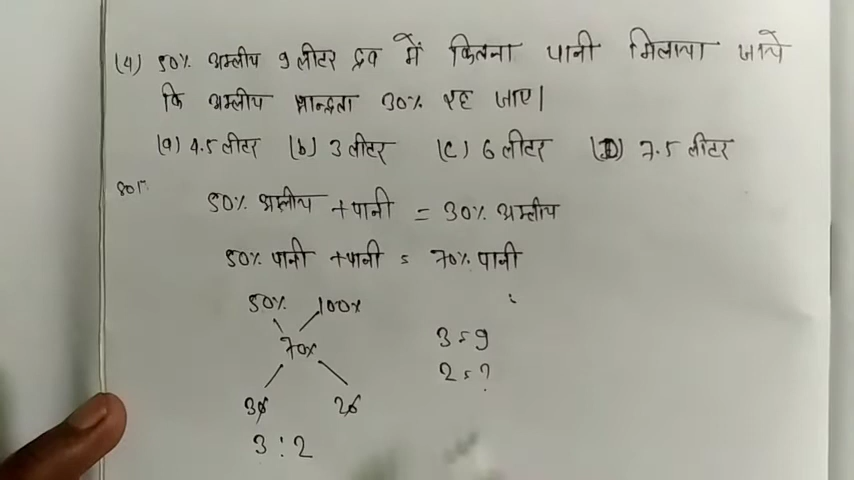 (4) 50% अम्लीय 9 लीटर द्रव में कितना पानी मिलाया जाये
कि अम्लीय सान्द्रता 30% रह जाए|
(a) 4.5 लीटर (b) 3 लीटर (c) 6 लीटर (D) 7.5 लीटर
Soln
50% अम्लीय + पानी = 30% अम्लीय
50% पानी + पानी = 70% पानी
50% 100%
70%
30 20
3 : 2
3 = 9
2 = ?